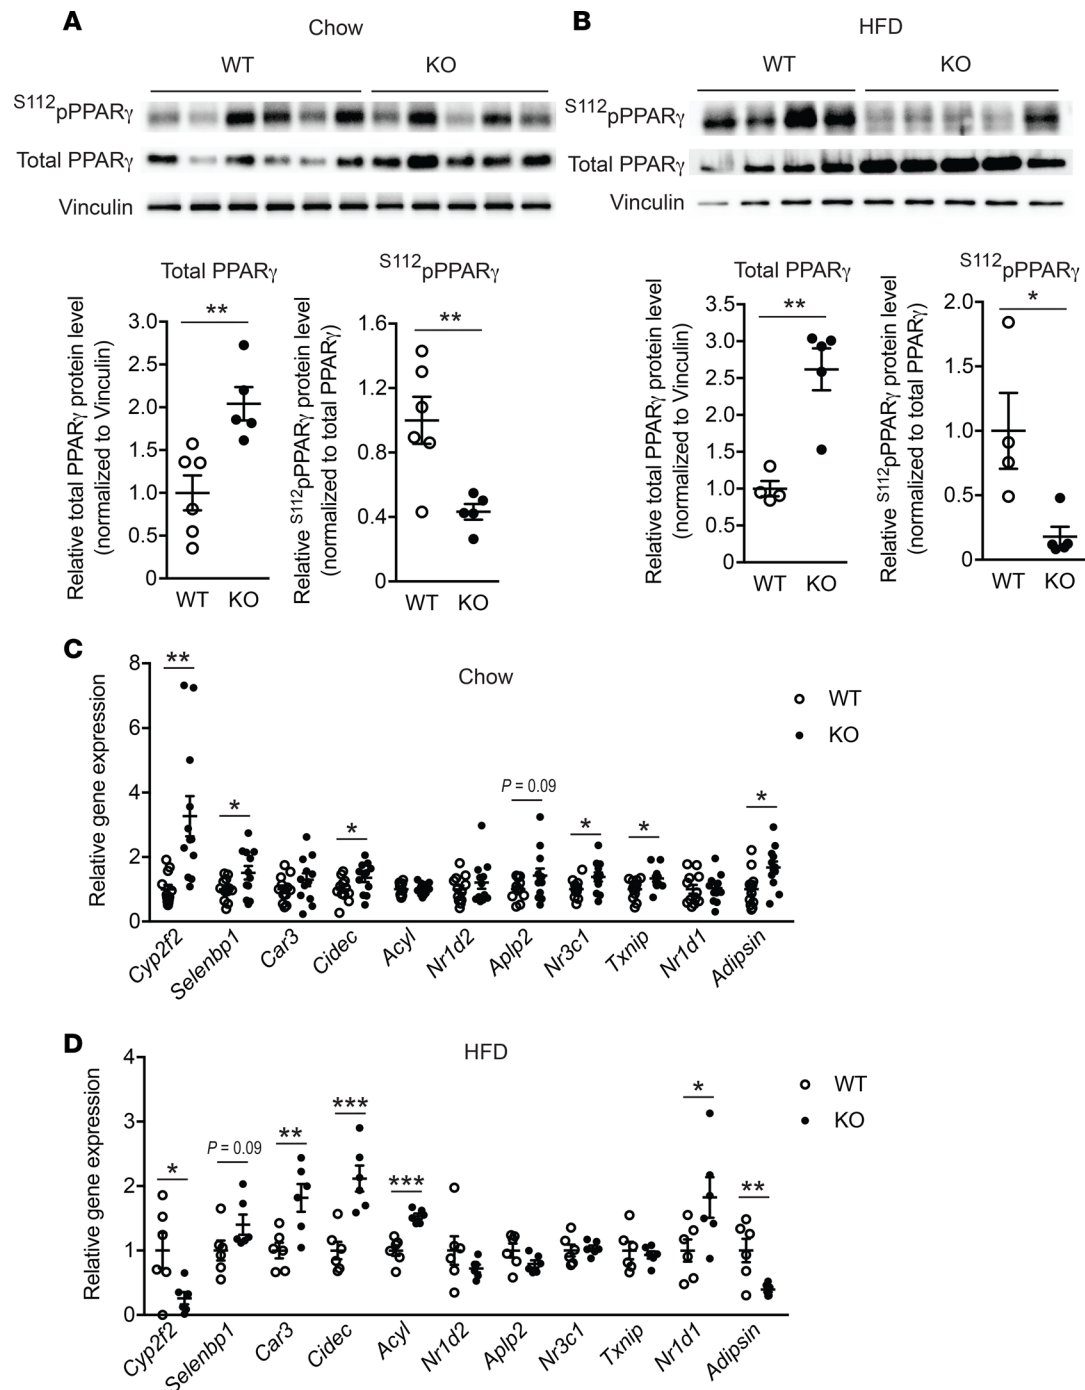 A
Chow
WT KO
S112pPPARγ
Total PPARγ
Vinculin
B
HFD
WT KO
S112pPPARγ
Total PPARγ
Vinculin
Total PPARγ
Relative total PPARγ protein level
(normalized to Vinculin)
**
3.0
2.5
2.0
1.5
1.0
0.5
0
WT KO
S112pPPARγ
Relative S112pPPARγ protein level
(normalized to total PPARγ)
**
1.6
1.2
0.8
0.4
0
WT KO
Total PPARγ
Relative total PPARγ protein level
(normalized to Vinculin)
**
3.5
3.0
2.5
2.0
1.5
1.0
0.5
0
WT KO
S112pPPARγ
Relative S112pPPARγ protein level
(normalized to total PPARγ)
*
2.0
1.5
1.0
0.5
0
WT KO
C
Chow
Relative gene expression
8
6
4
2
0
** * * P = 0.09 * * *
WT
KO
Cyp2f2 Selenbp1 Car3 Cidec Acyl Nr1d2 Aplp2 Nr3c1 Txnip Nr1d1 Adipsin
D
HFD
Relative gene expression
4
3
2
1
0
* P = 0.09 ** *** *** * **
WT
KO
Cyp2f2 Selenbp1 Car3 Cidec Acyl Nr1d2 Aplp2 Nr3c1 Txnip Nr1d1 Adipsin